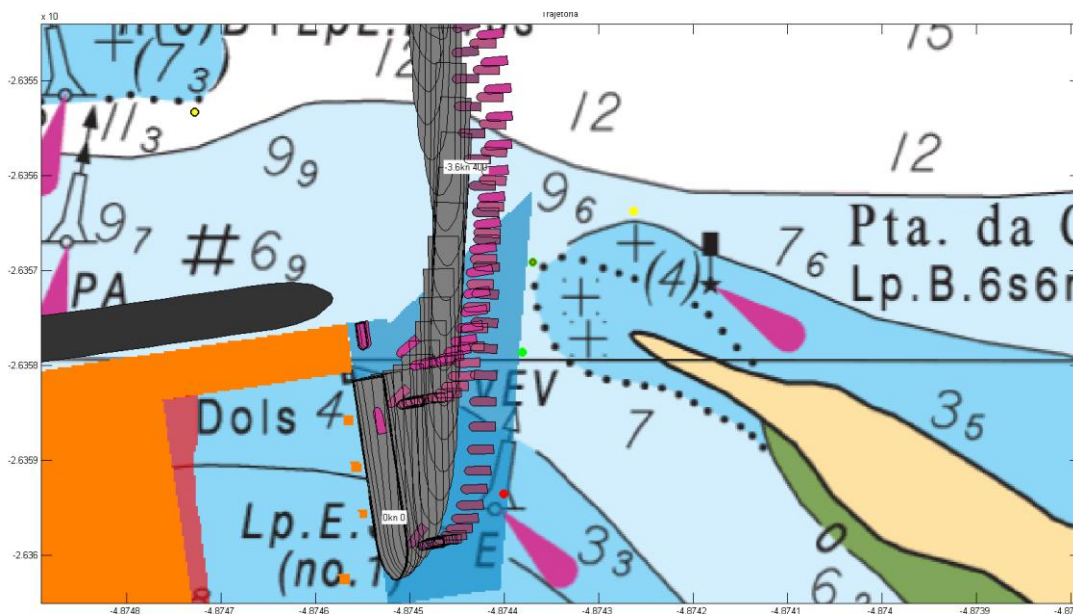 x 10
Trajetoria
(7₃)
12
15
-2.6355
11₃
12
12
-3.6kn 400
9₉
-2.6356
9₆
9₇
#6₉
7₆
Pta. da
-2.6357
(4)
Lp.B.6s6m
PA
-2.6358
VEV
Dols 4
7
3₅
-2.6359
0kn 0
Lp.E.
E
3₃
(no.1
-2.636
6
-4.8748
-4.8747
-4.8746
-4.8745
-4.8744
-4.8743
-4.8742
-4.8741
-4.874
-4.8739